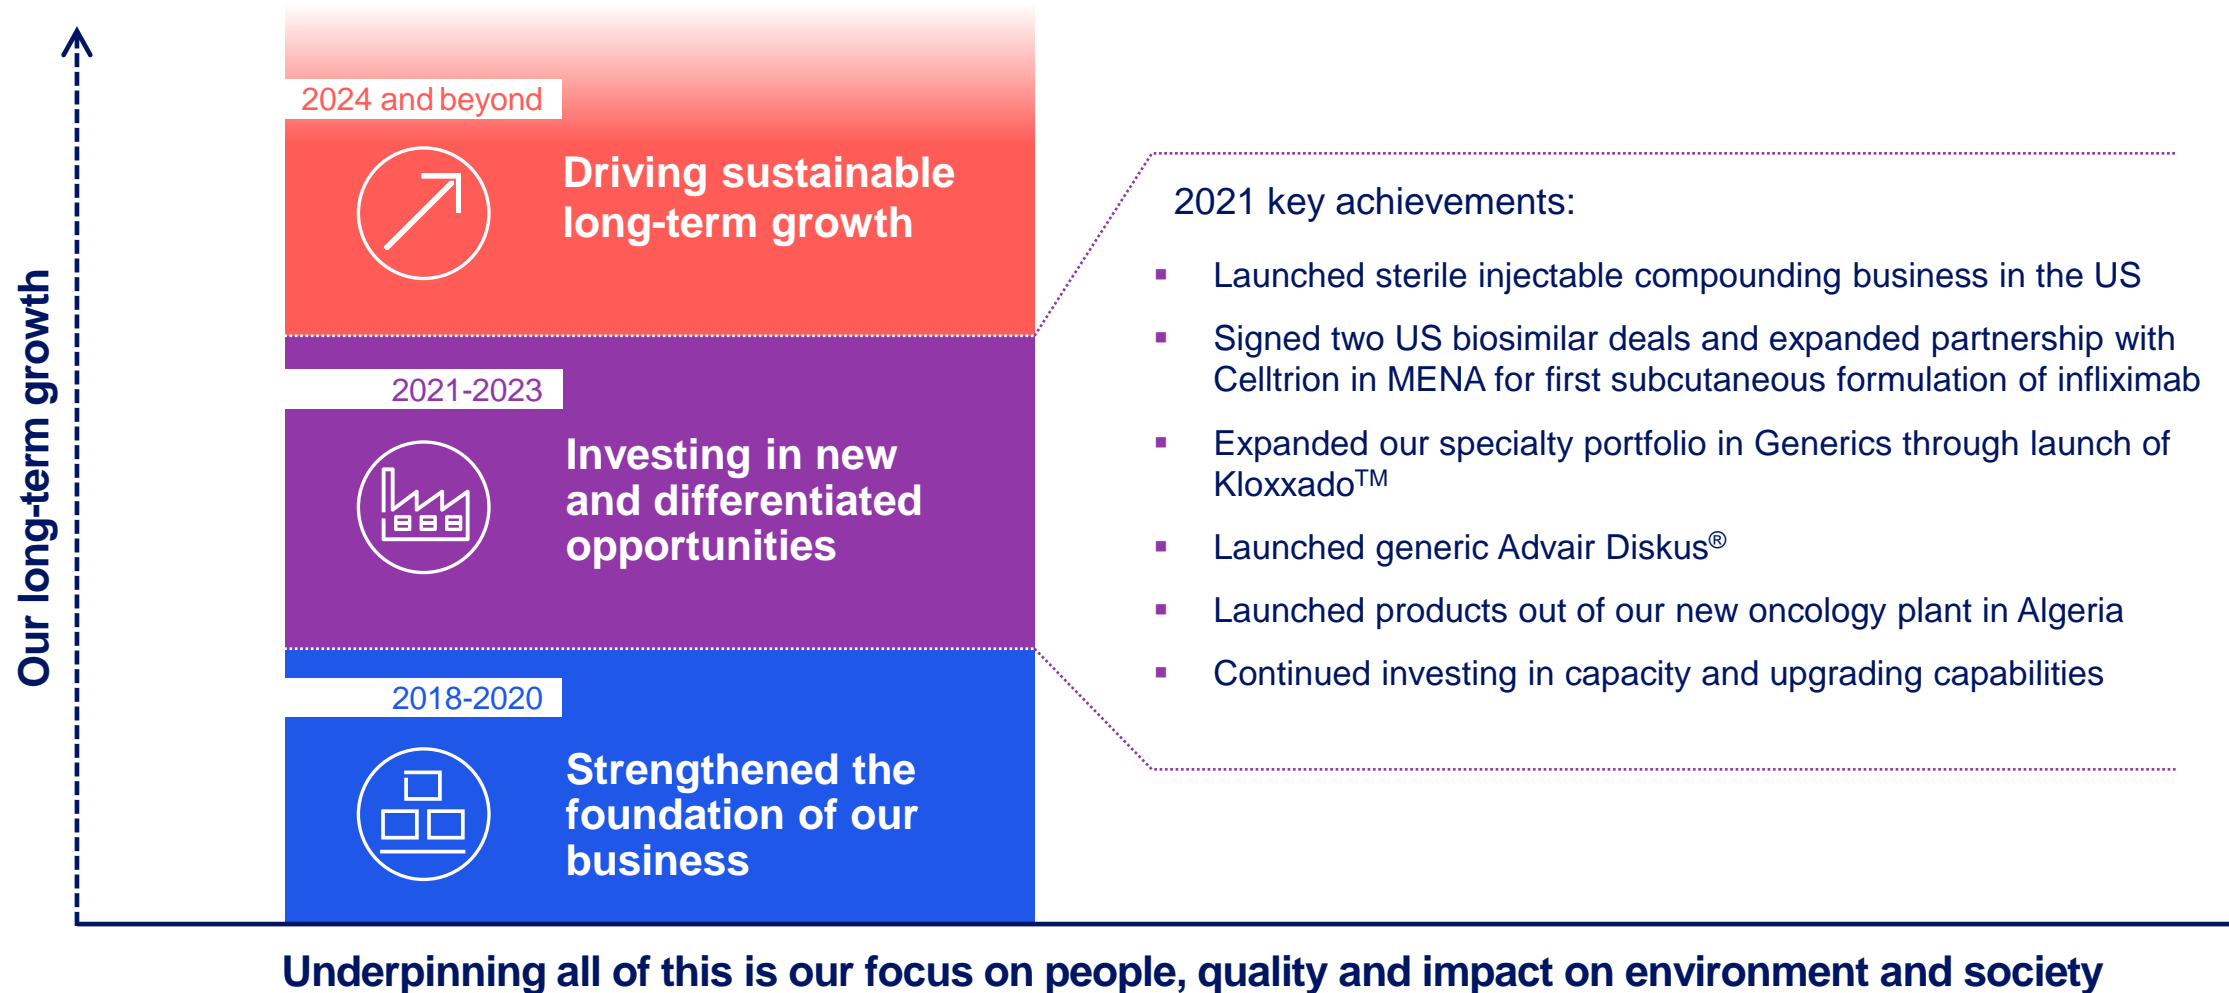 Our long-term growth
2024 and beyond
Driving sustainable
long-term growth
2021-2023
Investing in new
and differentiated
opportunities
2018-2020
Strengthened the
foundation of our
business
2021 key achievements:
▪ Launched sterile injectable compounding business in the US
▪ Signed two US biosimilar deals and expanded partnership with
Celltrion in MENA for first subcutaneous formulation of infliximab
▪ Expanded our specialty portfolio in Generics through launch of
Kloxxado™
▪ Launched generic Advair Diskus®
▪ Launched products out of our new oncology plant in Algeria
▪ Continued investing in capacity and upgrading capabilities
Underpinning all of this is our focus on people, quality and impact on environment and society